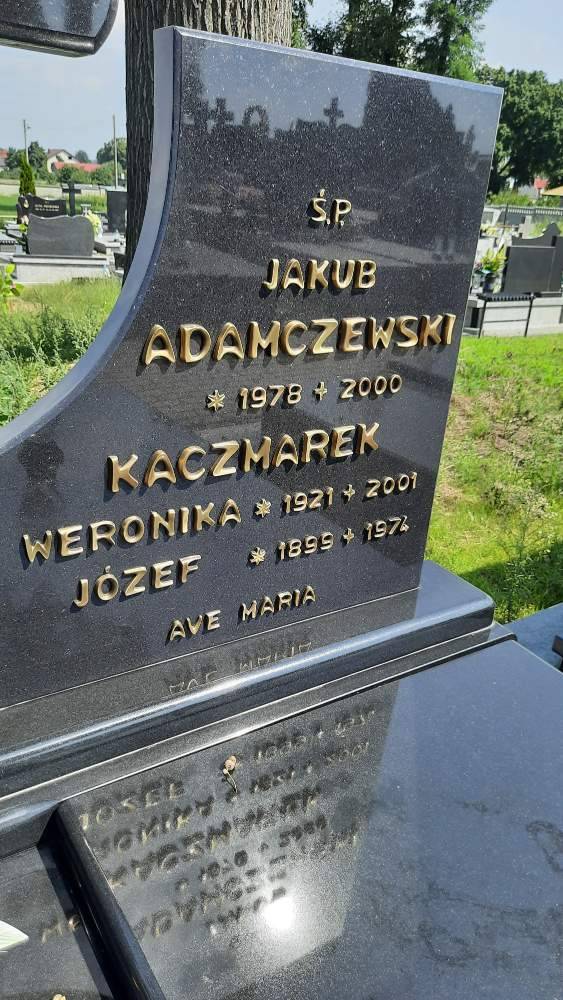 Ś.P.
JAKUB
ADAMCZEWSKI
* 1978 + 2000
KACZMAREK
WERONIKA * 1921 + 2001
JÓZEF * 1899 + 1974
AVE MARIA